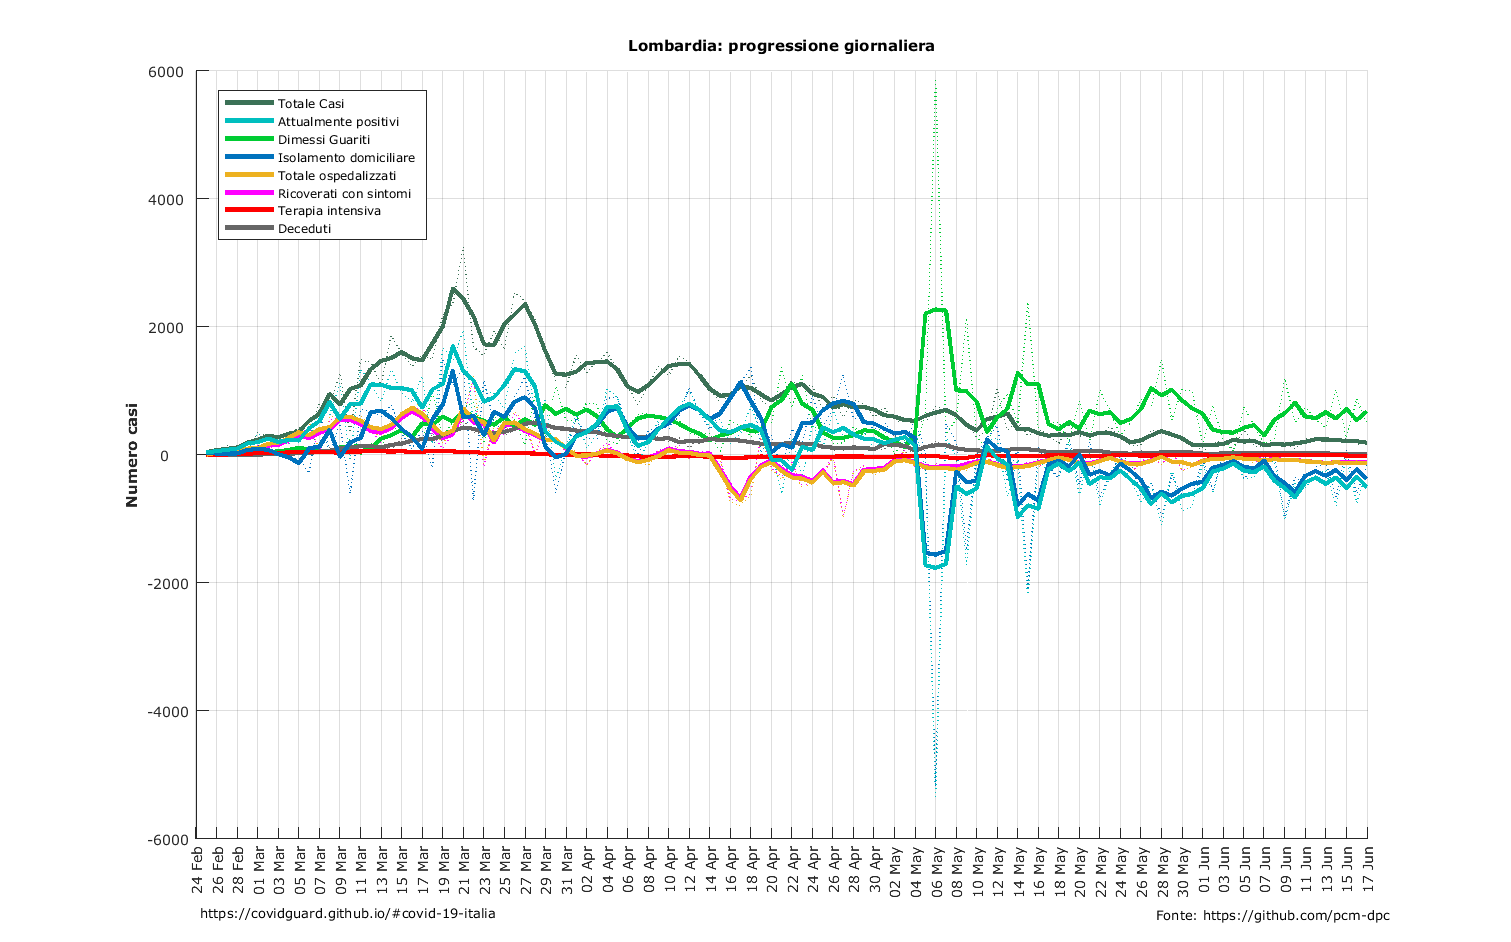 Lombardia: progressione giornaliera
6000
4000
2000
0
-2000
-4000
-6000
Numero casi
Totale Casi
Attualmente positivi
Dimessi Guariti
Isolamento domiciliare
Totale ospedalizzati
Ricoverati con sintomi
Terapia intensiva
Deceduti
24 Feb
26 Feb
28 Feb
01 Mar
03 Mar
05 Mar
07 Mar
09 Mar
11 Mar
13 Mar
15 Mar
17 Mar
19 Mar
21 Mar
23 Mar
25 Mar
27 Mar
29 Mar
31 Mar
02 Apr
04 Apr
06 Apr
08 Apr
10 Apr
12 Apr
14 Apr
16 Apr
18 Apr
20 Apr
22 Apr
24 Apr
26 Apr
28 Apr
30 Apr
02 May
04 May
06 May
08 May
10 May
12 May
14 May
16 May
18 May
20 May
22 May
24 May
26 May
28 May
30 May
01 Jun
03 Jun
05 Jun
07 Jun
09 Jun
11 Jun
13 Jun
15 Jun
17 Jun
https://covidguard.github.io/#covid-19-italia
Fonte: https://github.com/pcm-dpc